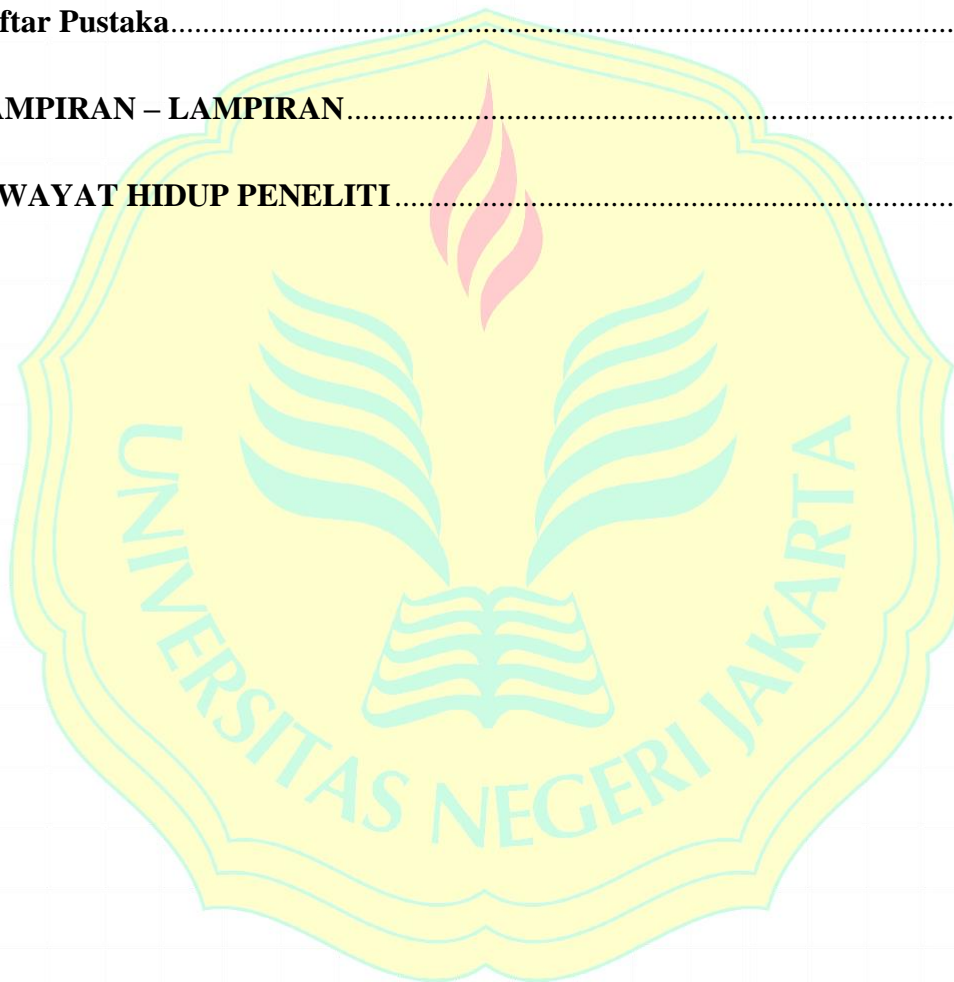 ftar Pustaka........................................................................................................
AMPIRAN – LAMPIRAN...........................................................................
WAYAT HIDUP PENELITI.....................................................................
UNIVERSITAS NEGERI JAKARTA